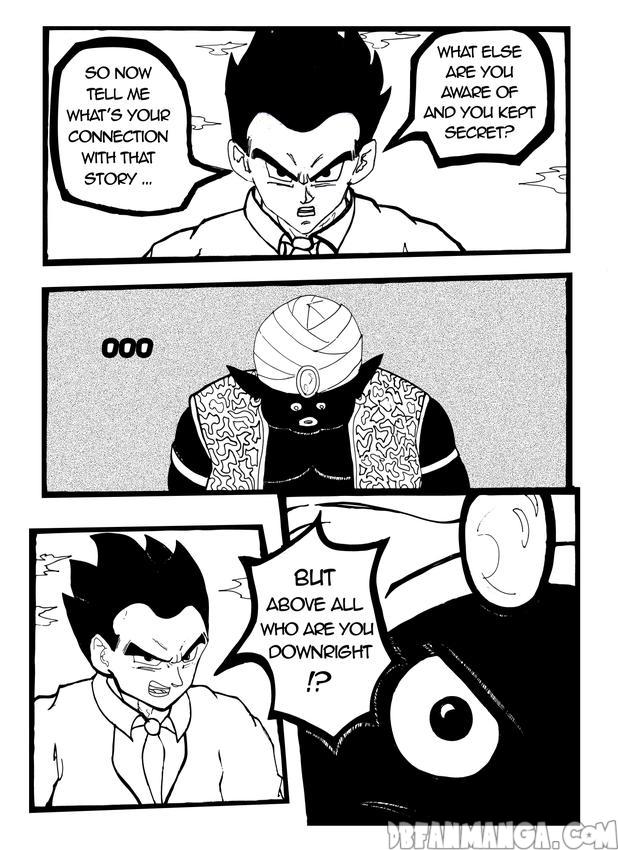 SO NOW
TELL ME
WHAT'S YOUR
CONNECTION
WITH THAT
STORY ...
WHAT ELSE
ARE YOU
AWARE OF
AND YOU KEPT
SECRET?
OOO
BUT
ABOVE ALL
WHO ARE YOU
DOWNRIGHT
!?
DBFANMANGA.COM